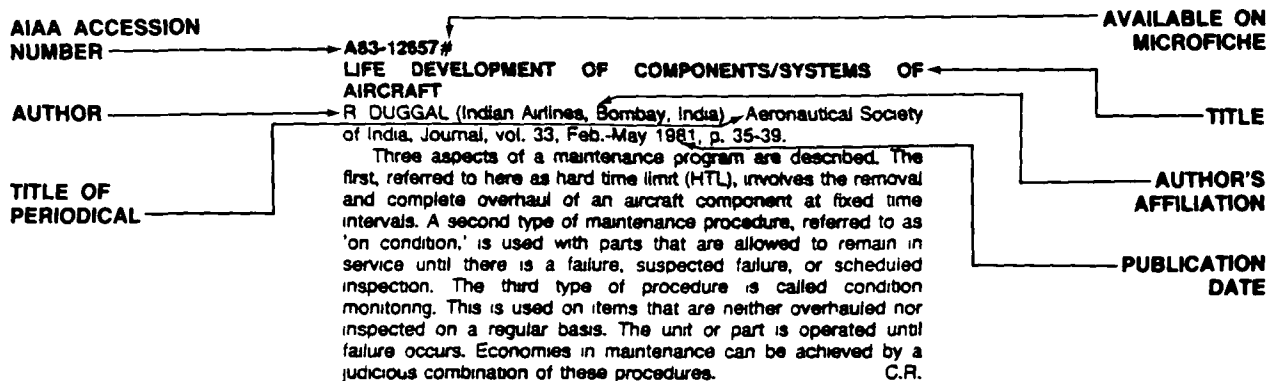 AIAA ACCESSION
NUMBER
AVAILABLE ON
MICROFICHE
A83-12657#
LIFE DEVELOPMENT OF COMPONENTS/SYSTEMS OF
AIRCRAFT
AUTHOR
R DUGGAL (Indian Airlines, Bombay, India) Aeronautical Society
TITLE
of India, Journal, vol. 33, Feb.-May 1981, p. 35-39.
Three aspects of a maintenance program are described. The
first, referred to here as hard time limit (HTL), involves the removal
TITLE OF
PERIODICAL
AUTHOR'S
AFFILIATION
and complete overhaul of an aircraft component at fixed time
intervals. A second type of maintenance procedure, referred to as
'on condition,' is used with parts that are allowed to remain in
service until there is a failure, suspected failure, or scheduled
PUBLICATION
DATE
inspection. The third type of procedure is called condition
monitoring. This is used on items that are neither overhauled nor
inspected on a regular basis. The unit or part is operated until
failure occurs. Economies in maintenance can be achieved by a
judicious combination of these procedures. C.R.